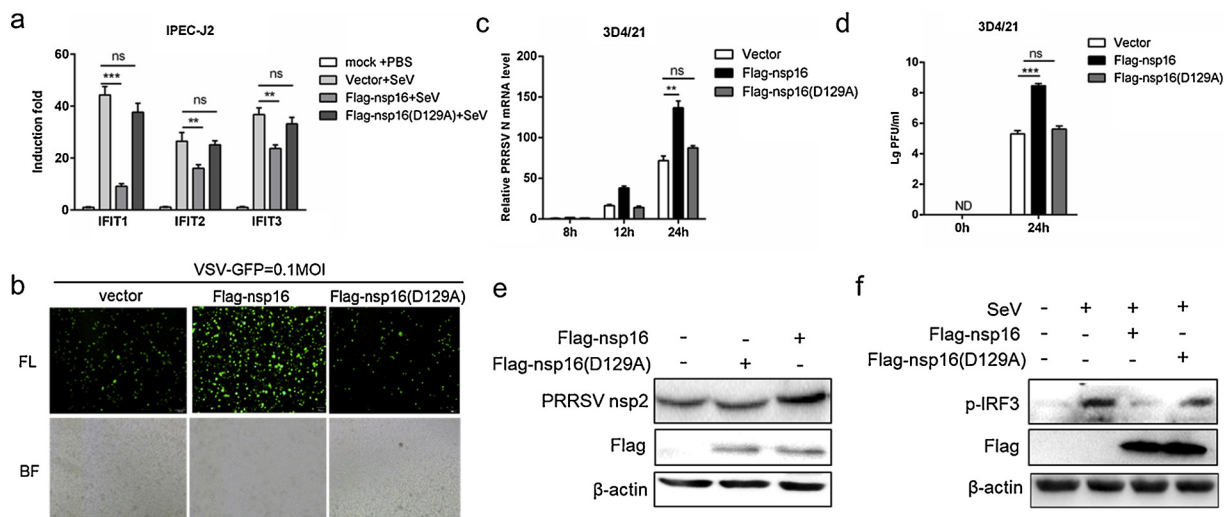 a
IPEC-J2
Induction fold
60
40
20
0
IFIT1
IFIT2
IFIT3
***
ns
**
ns
**
ns
mock +PBS
Vector+SeV
Flag-nsp16+SeV
Flag-nsp16(D129A)+SeV
c
3D4/21
Relative PRRSV N mRNA level
200
150
100
50
0
8h
12h
24h
ns
**
Vector
Flag-nsp16
Flag-nsp16(D129A)
d
3D4/21
Lg PFU/ml
10
8
6
4
2
0
ND
0h
24h
ns
***
Vector
Flag-nsp16
Flag-nsp16(D129A)
b
VSV-GFP=0.1MOI
vector
Flag-nsp16
Flag-nsp16(D129A)
FL
BF
e
Flag-nsp16 - - +
Flag-nsp16(D129A) - + -
PRRSV nsp2
Flag
β-actin
f
SeV - + + +
Flag-nsp16 - - + -
Flag-nsp16(D129A) - - - +
p-IRF3
Flag
β-actin